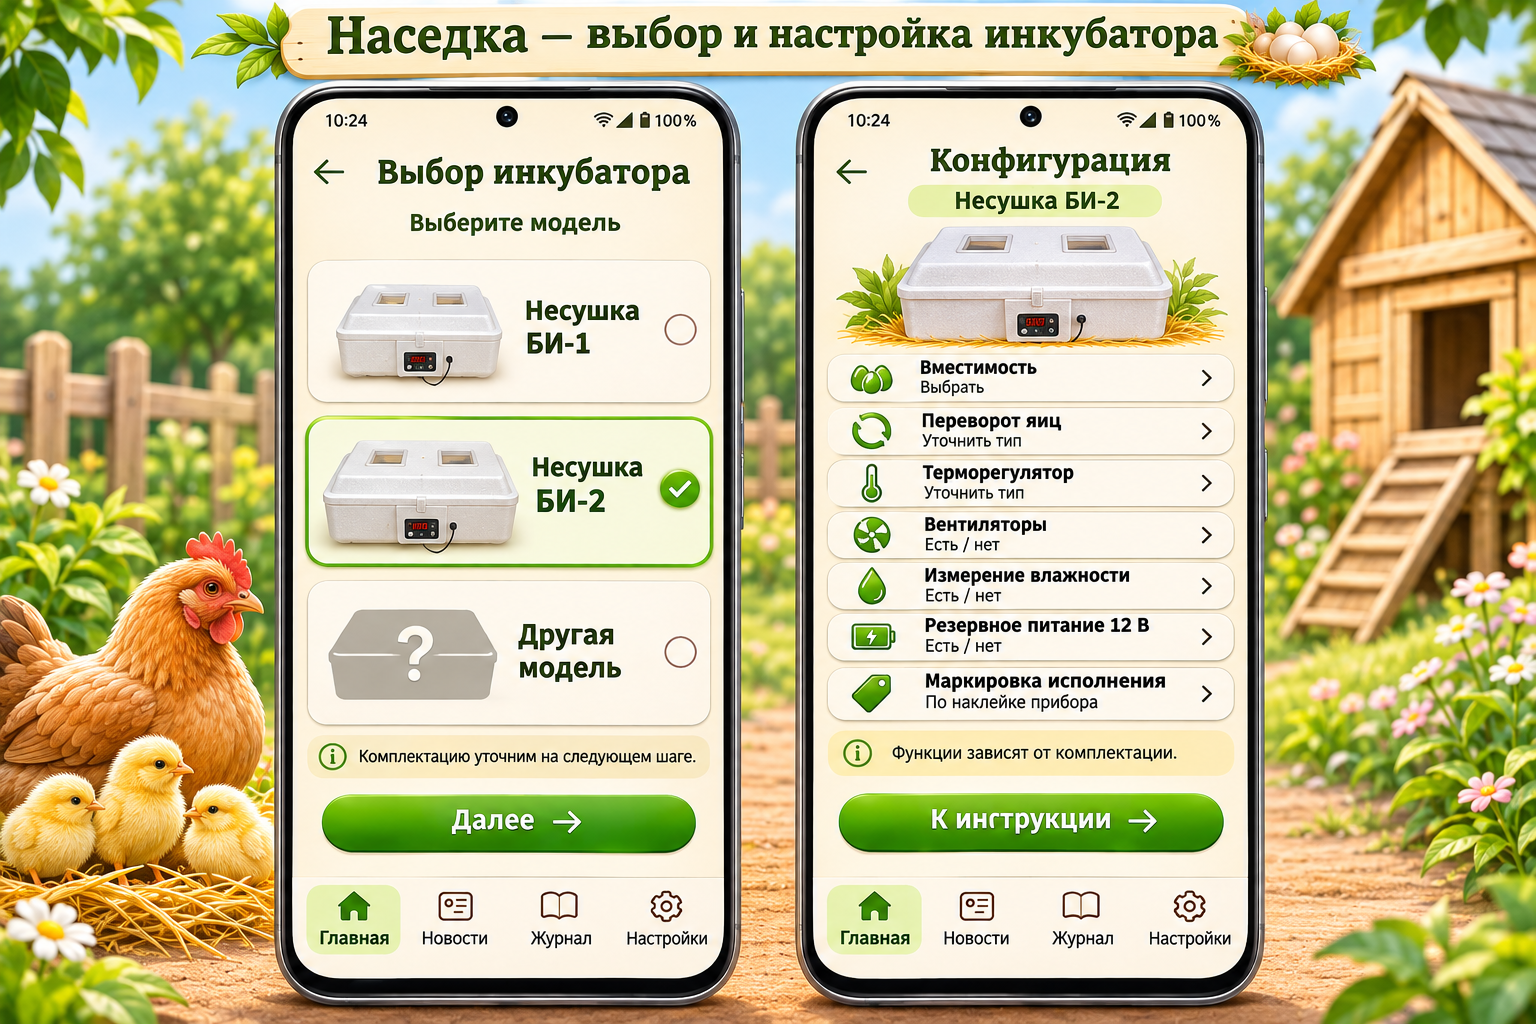 Наседка — выбор и настройка инкубатора
10:24
100%
Выбор инкубатора
Выберите модель
Несушка
БИ-1
Несушка
БИ-2
?
Другая
модель
Комплектацию уточним на следующем шаге.
Далее →
Главная
Новости
Журнал
Настройки
10:24
100%
Конфигурация
Несушка БИ-2
Вместимость
Выбрать
Переворот яиц
Уточнить тип
Терморегулятор
Уточнить тип
Вентиляторы
Есть / нет
Измерение влажности
Есть / нет
Резервное питание 12 В
Есть / нет
Маркировка исполнения
По наклейке прибора
Функции зависят от комплектации.
К инструкции →
Главная
Новости
Журнал
Настройки